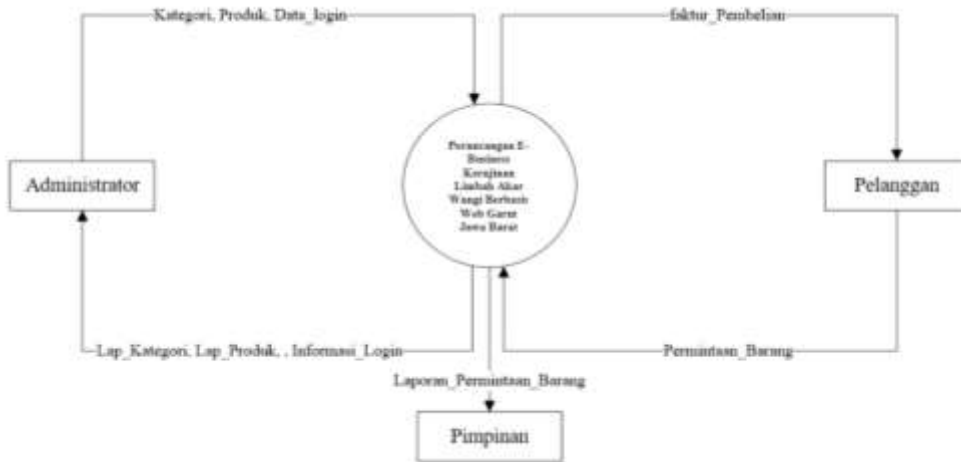 Kategori, Produk, Data_login
faktur_Pembelian
Perancangan E-
Business
Kerajinan
Limbah Akar
Wangi Berbasis
Web Garut
Jawa Barat
Administrator
Pelanggan
Lap_Kategori, Lap_Produk, , Informasi_Login
Permintaan_Barang
Laporan_Permintaan_Barang
Pimpinan